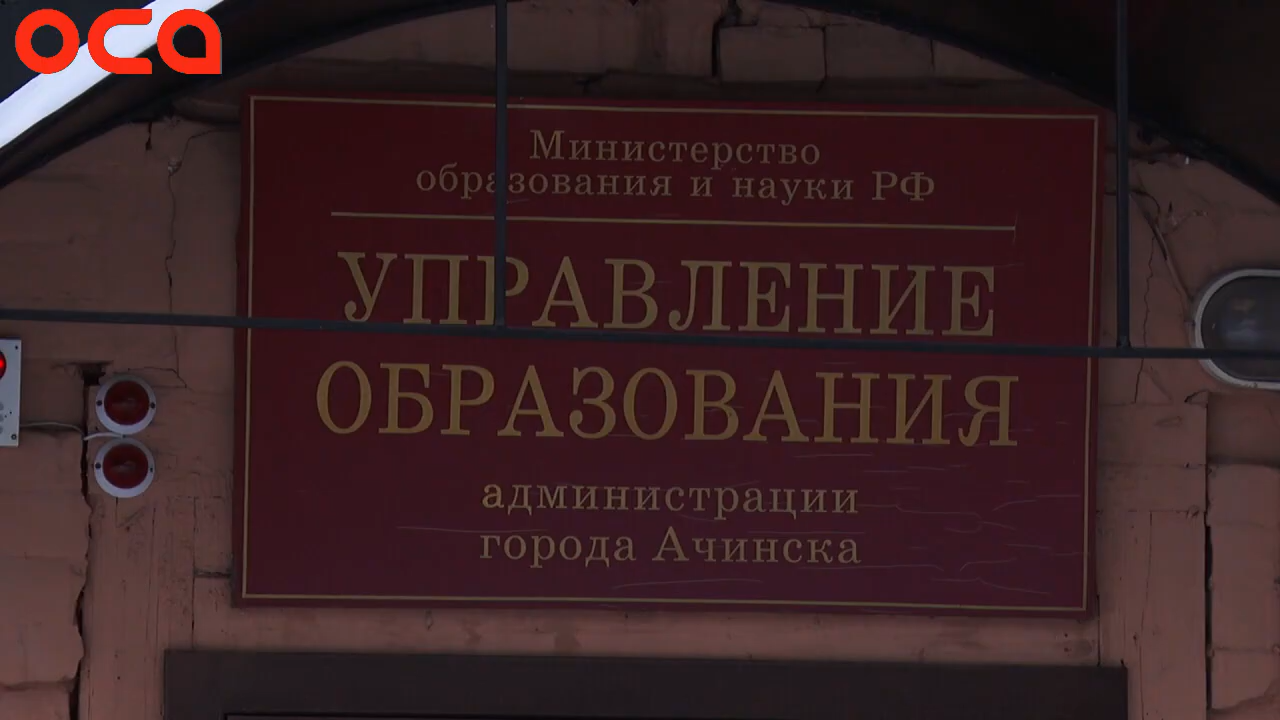 оса
Министерство
образования и науки РФ
УПРАВЛЕНИЕ
ОБРАЗОВАНИЯ
администрации
города Ачинска